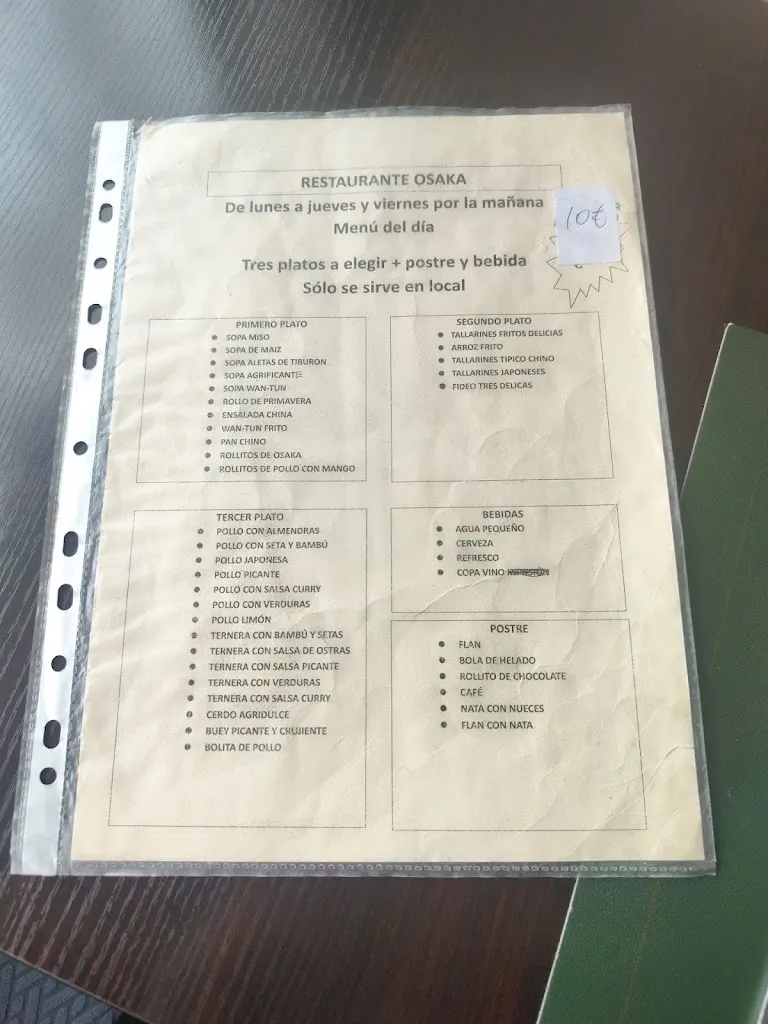 RESTAURANTE OSAKA
De lunes a jueves y viernes por la mañana
Menú del día
10€
Tres platos a elegir + postre y bebida
Sólo se sirve en local
PRIMERO PLATO
SOPA MISO
SOPA DE MAIZ
SOPA ALETAS DE TIBURON
SOPA AGRIPICANTE
SOPA WAN-TUN
ROLLO DE PRIMAVERA
ENSALADA CHINA
WAN-TUN FRITO
PAN CHINO
ROLLITOS DE OSAKA
ROLLITOS DE POLLO CON MANGO
SEGUNDO PLATO
TALLARINES FRITOS DELICIAS
ARROZ FRITO
TALLARINES TIPICO CHINO
TALLARINES JAPONESES
FIDEO TRES DELICAS
TERCER PLATO
POLLO CON ALMENDRAS
POLLO CON SETA Y BAMBÚ
POLLO JAPONESA
POLLO PICANTE
POLLO CON SALSA CURRY
POLLO CON VERDURAS
POLLO LIMÓN
TERNERA CON BAMBÚ Y SETAS
TERNERA CON SALSA DE OSTRAS
TERNERA CON SALSA PICANTE
TERNERA CON VERDURAS
TERNERA CON SALSA CURRY
CERDO AGRIDULCE
BUEY PICANTE Y CRUJIENTE
BOLITA DE POLLO
BEBIDAS
AGUA PEQUEÑO
CERVEZA
REFRESCO
COPA VINO
POSTRE
FLAN
BOLA DE HELADO
ROLLITO DE CHOCOLATE
CAFÉ
NATA CON NUECES
FLAN CON NATA